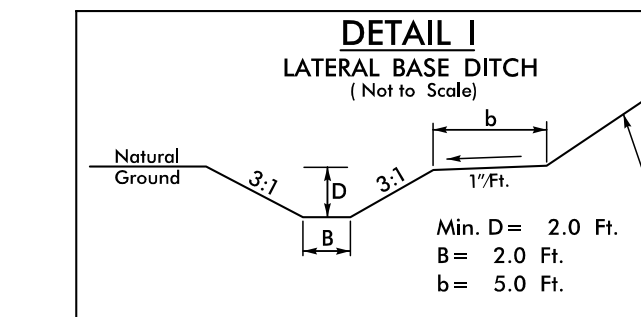 DETAIL I
LATERAL BASE DITCH
( Not to Scale)
b
Natural
Ground
3:1
D
3:1
1"/Ft.
B
Min. D = 2.0 Ft.
B = 2.0 Ft.
b = 5.0 Ft.